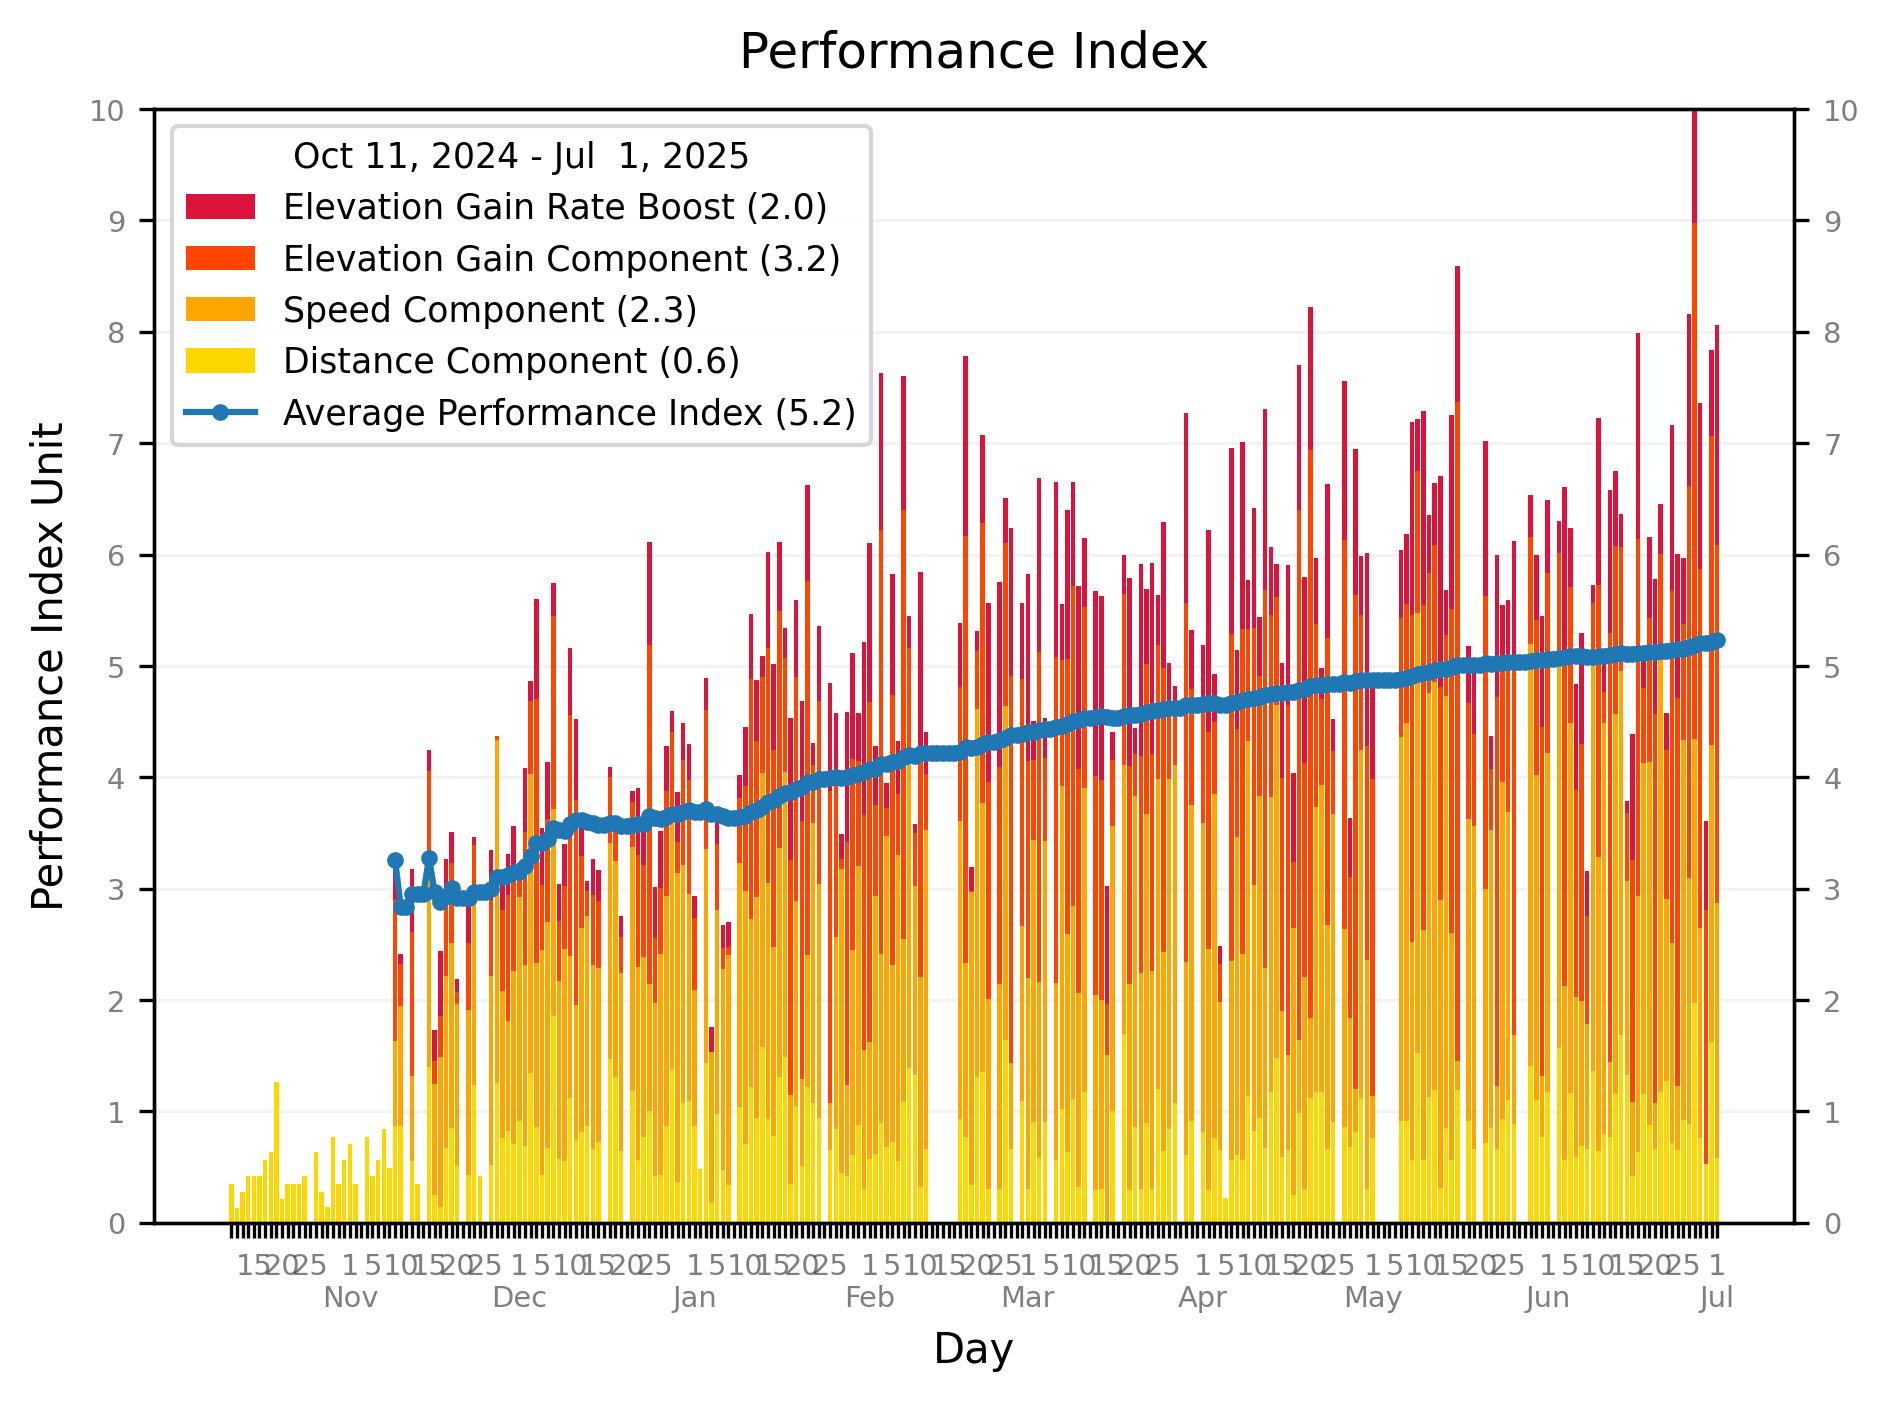 Performance Index
Oct 11, 2024 - Jul  1, 2025
Elevation Gain Rate Boost (2.0)
Elevation Gain Component (3.2)
Speed Component (2.3)
Distance Component (0.6)
Average Performance Index (5.2)
Performance Index Unit
10
9
8
7
6
5
4
3
2
1
0
10
9
8
7
6
5
4
3
2
1
0
15 20 25 1 5 10 15 20 25 1 5 10 15 20 25 1 5 10 15 20 25 1 5 10 15 20 25 1 5 10 15 20 25 1 5 10 15 20 25 1 5 10 15 20 25 1 5 10 15 20 25 1
Nov Dec Jan Feb Mar Apr May Jun Jul
Day